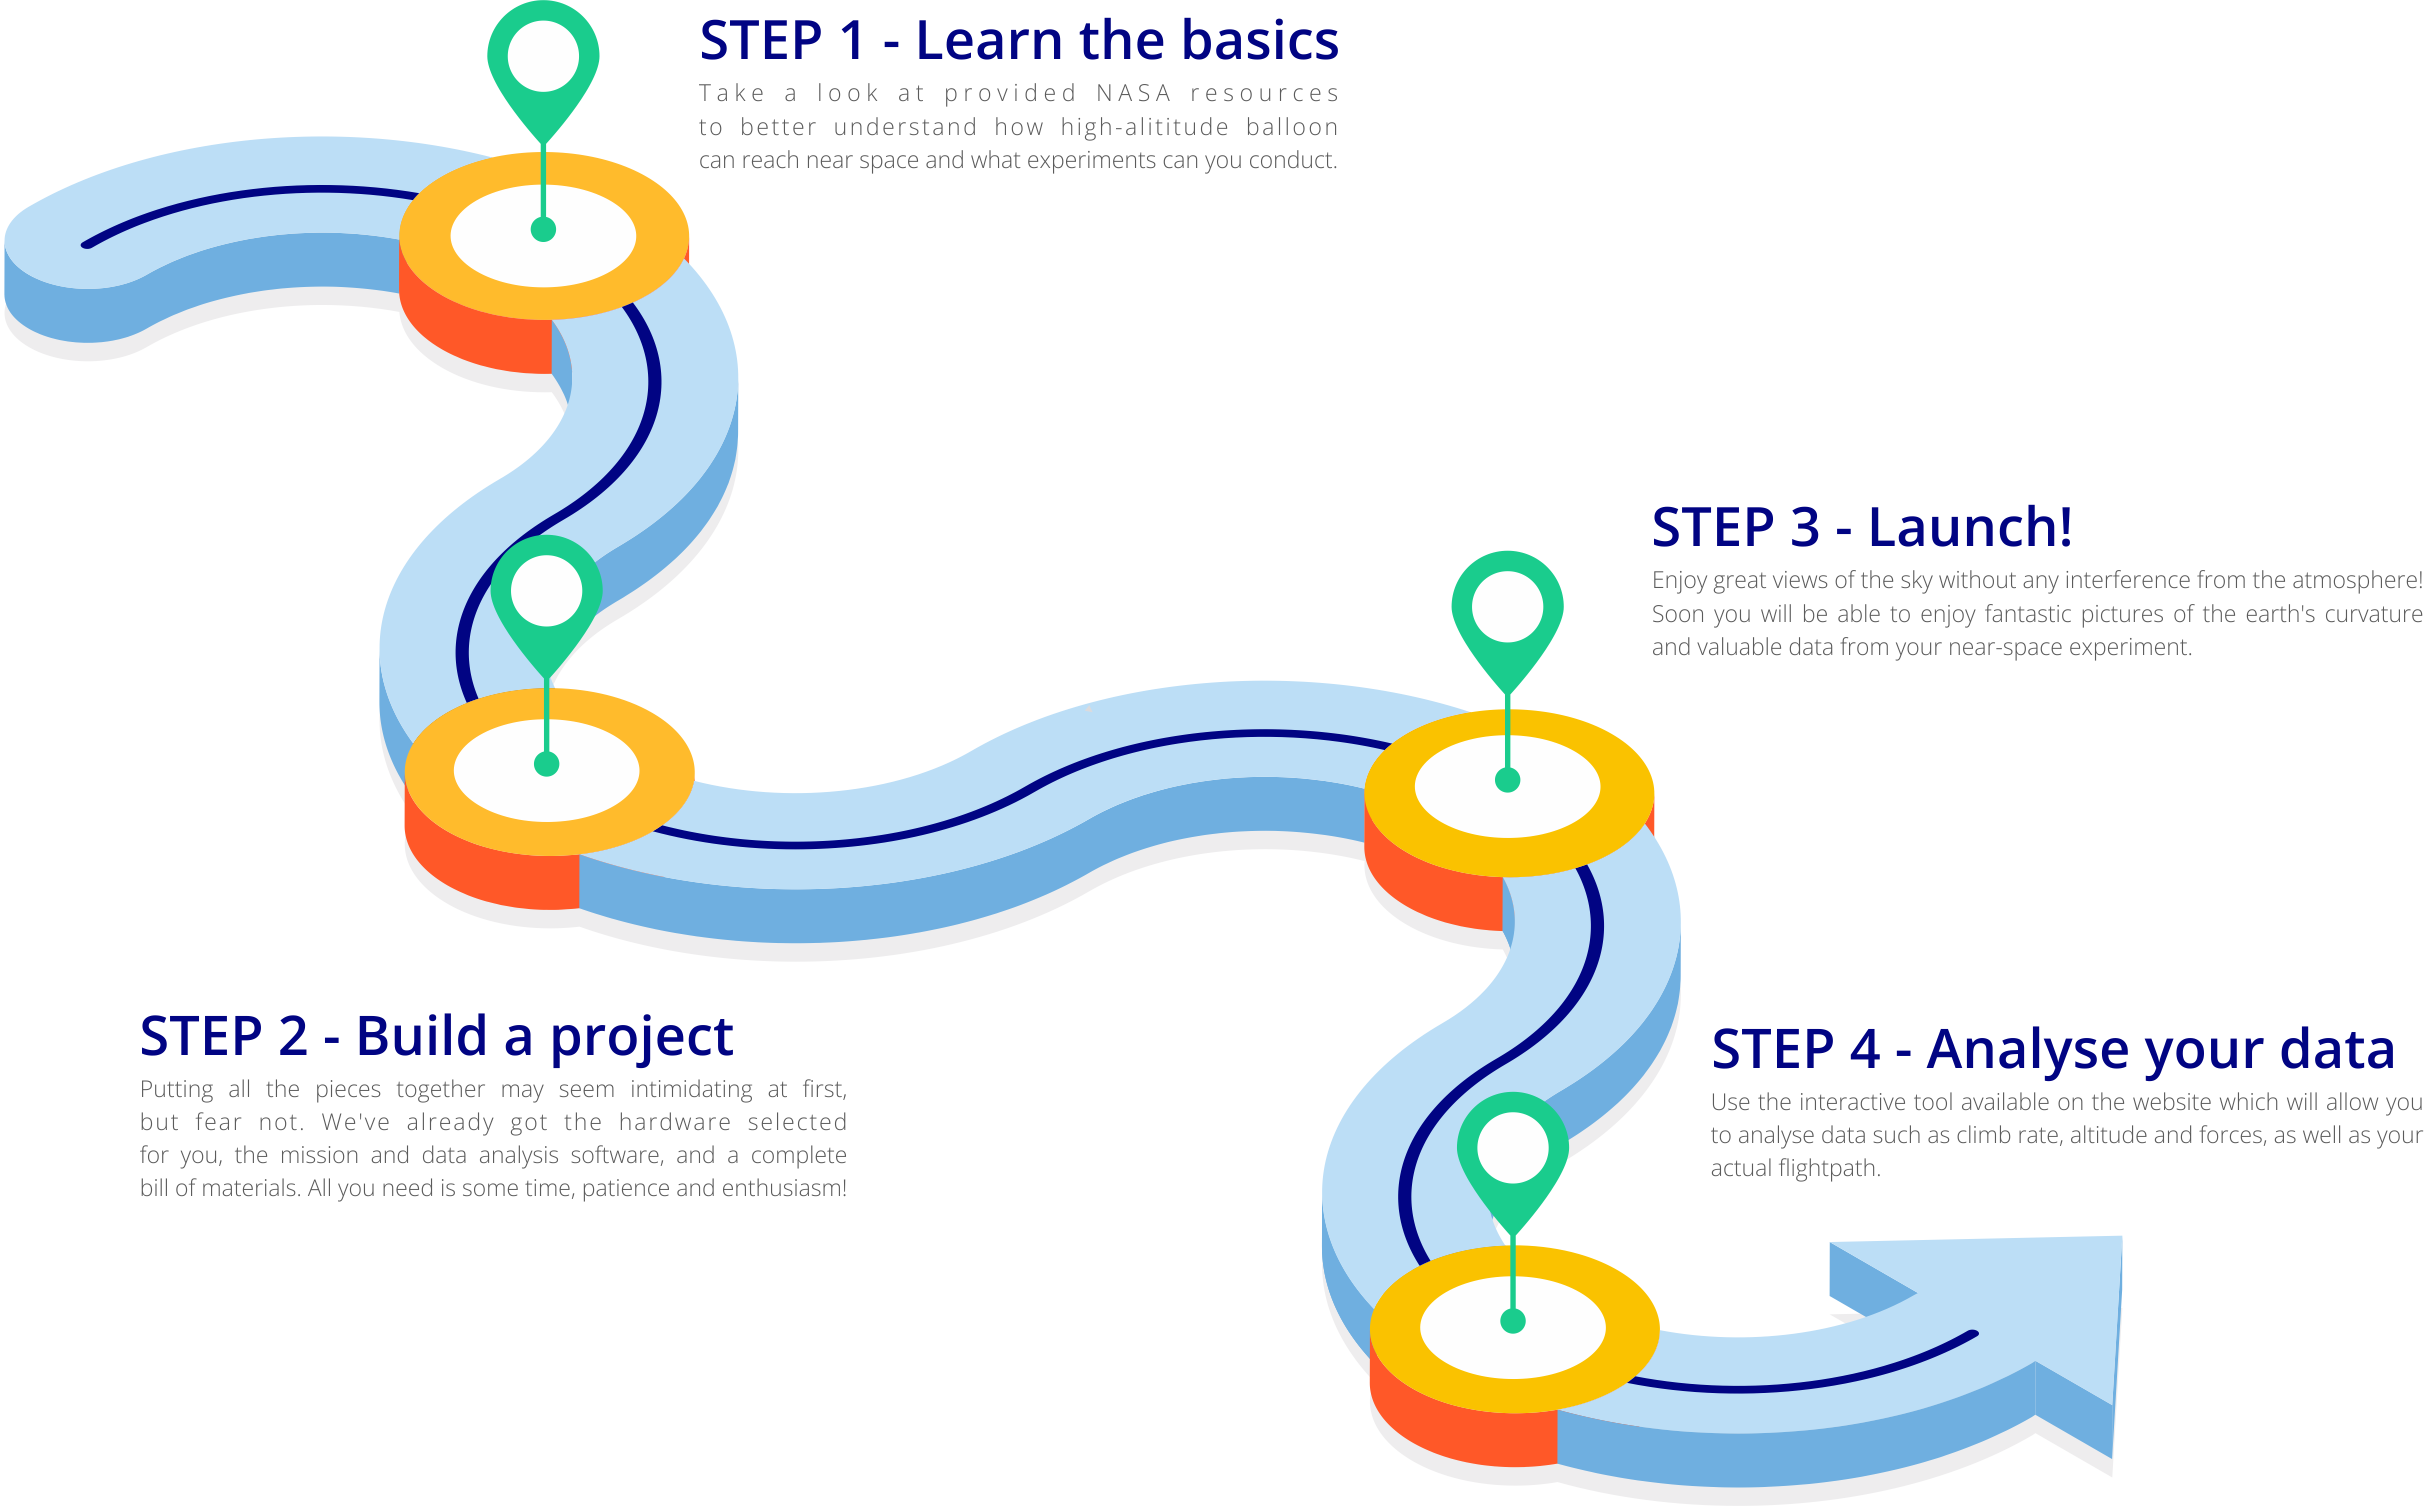 STEP 1 - Learn the basics
Take a look at provided NASA resources
to better understand how high-alititude balloon
can reach near space and what experiments can you conduct.
STEP 2 - Build a project
Putting all the pieces together may seem intimidating at first,
but fear not. We've already got the hardware selected
for you, the mission and data analysis software, and a complete
bill of materials. All you need is some time, patience and enthusiasm!
STEP 3 - Launch!
Enjoy great views of the sky without any interference from the atmosphere!
Soon you will be able to enjoy fantastic pictures of the earth's curvature
and valuable data from your near-space experiment.
STEP 4 - Analyse your data
Use the interactive tool available on the website which will allow you
to analyse data such as climb rate, altitude and forces, as well as your
actual flightpath.